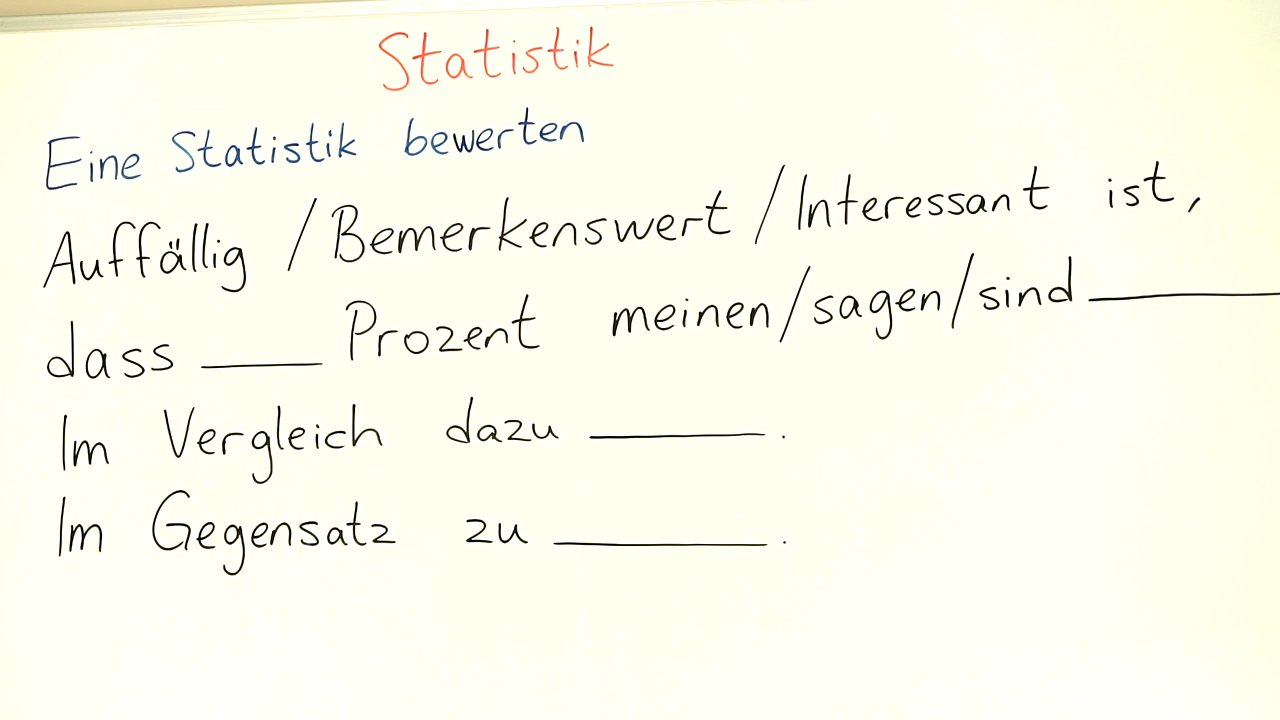 Statistik
Eine Statistik bewerten
Auffällig / Bemerkenswert / Interessant ist,
dass ____ Prozent meinen/sagen/sind ______
Im Vergleich dazu ______.
Im Gegensatz zu ______.